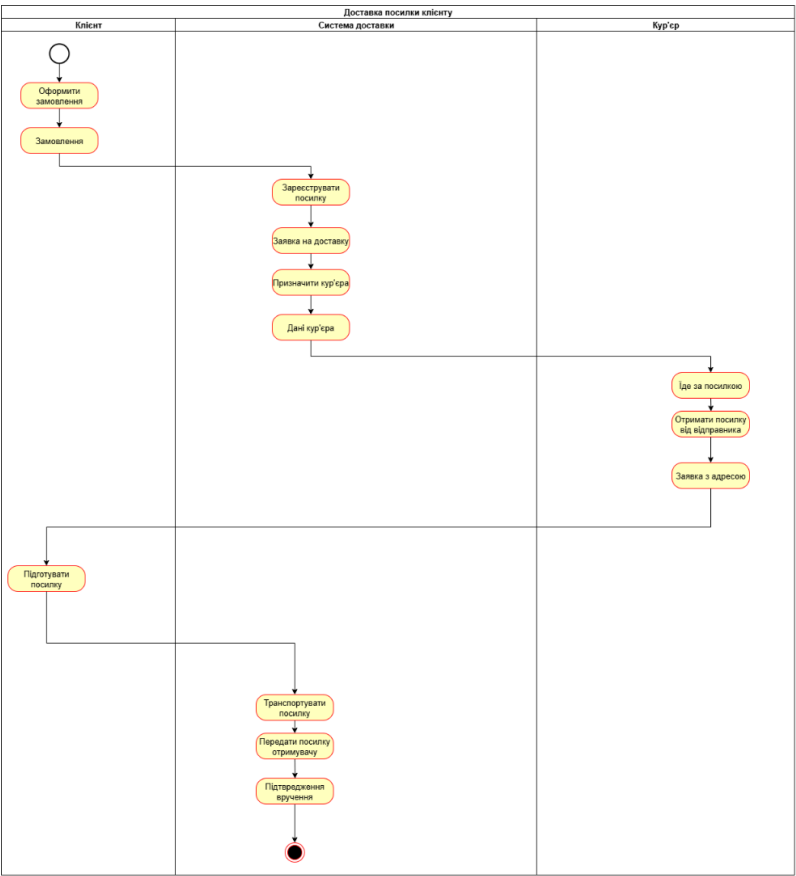 Доставка посилки клієнту
Клієнт
Система доставки
Кур'єр
Оформити
замовлення
Замовлення
Зареєструвати
посилку
Заявка на доставку
Призначити кур'єра
Дані кур'єра
Їде за посилкою
Отримати посилку
від відправника
Заявка з адресою
Підготувати
посилку
Транспортувати
посилку
Передати посилку
отримувачу
Підтвредження
вручення